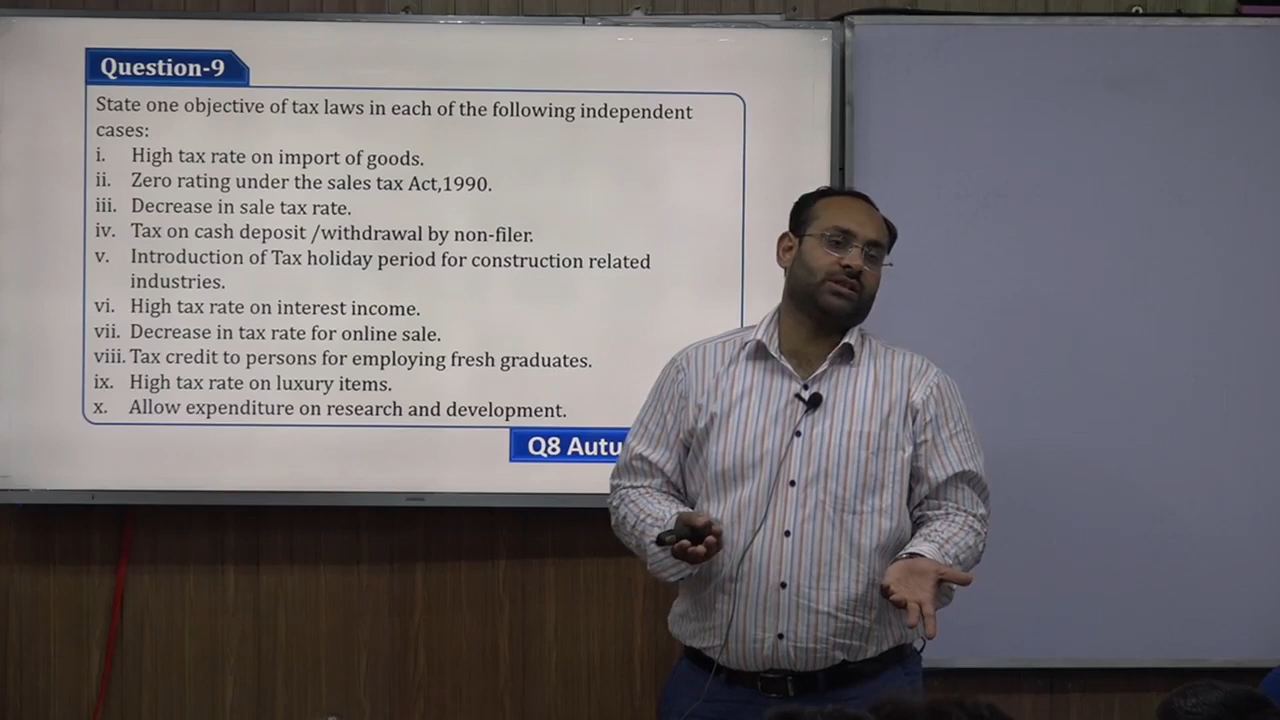 Question-9
State one objective of tax laws in each of the following independent
cases:
i. High tax rate on import of goods.
ii. Zero rating under the sales tax Act,1990.
iii. Decrease in sale tax rate.
iv. Tax on cash deposit /withdrawal by non-filer.
v. Introduction of Tax holiday period for construction related
industries.
vi. High tax rate on interest income.
vii. Decrease in tax rate for online sale.
viii. Tax credit to persons for employing fresh graduates.
ix. High tax rate on luxury items.
x. Allow expenditure on research and development.
Q8 Autu